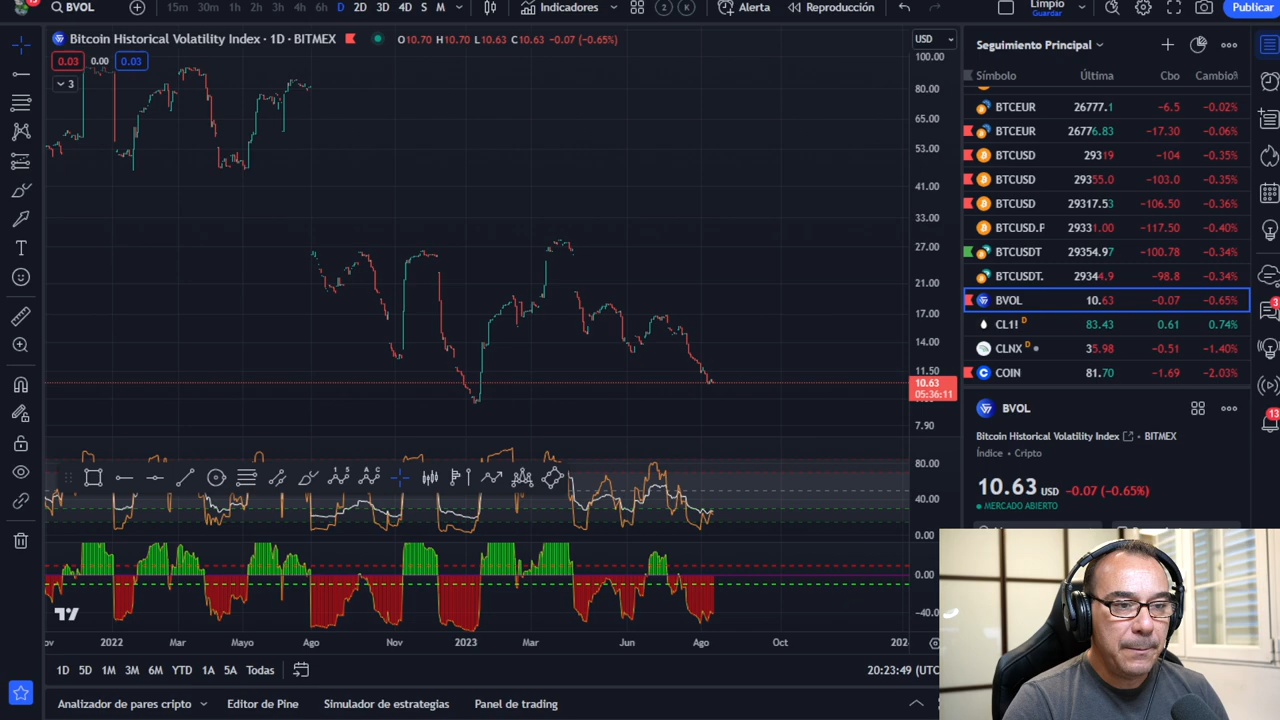 BVOL
15m 30m 1h 2h 3h 4h 6h D 2D 3D 4D S M
Indicadores
2 K
Alerta
Reproducción
Limpio
Guardar
Publicar
Bitcoin Historical Volatility Index · 1D · BITMEX
O10.70 H10.70 L10.63 C10.63 −0.07 (−0.65%)
USD
0.03 0.00 0.03
3
100.00
80.00
65.00
53.00
41.00
33.00
27.00
21.00
17.00
14.00
11.50
10.63
05:36:11
7.90
80.00
40.00
0.00
0.00
−40.00
2022 Mar Mayo Ago Nov 2023 Mar Jun Ago Oct
1D 5D 1M 3M 6M YTD 1A 5A Todas
20:23:49 (UTC
Analizador de pares cripto Editor de Pine Simulador de estrategias Panel de trading
Seguimiento Principal
Símbolo Última Cbo Cambio%
BTCEUR 26777.1 −6.5 −0.02%
BTCEUR 26776.83 −17.30 −0.06%
BTCUSD 29319 −104 −0.35%
BTCUSD 29355.0 −103.0 −0.35%
BTCUSD 29317.53 −106.50 −0.36%
BTCUSD.P 29331.00 −117.50 −0.40%
BTCUSDT 29354.97 −100.78 −0.34%
BTCUSDT. 29344.9 −98.8 −0.34%
BVOL 10.63 −0.07 −0.65%
CL1! D 83.43 0.61 0.74%
CLNX D 35.98 −0.51 −1.40%
COIN 81.70 −1.69 −2.03%
BVOL
Bitcoin Historical Volatility Index · BITMEX
Índice · Cripto
10.63 USD −0.07 (−0.65%)
MERCADO ABIERTO
3
13